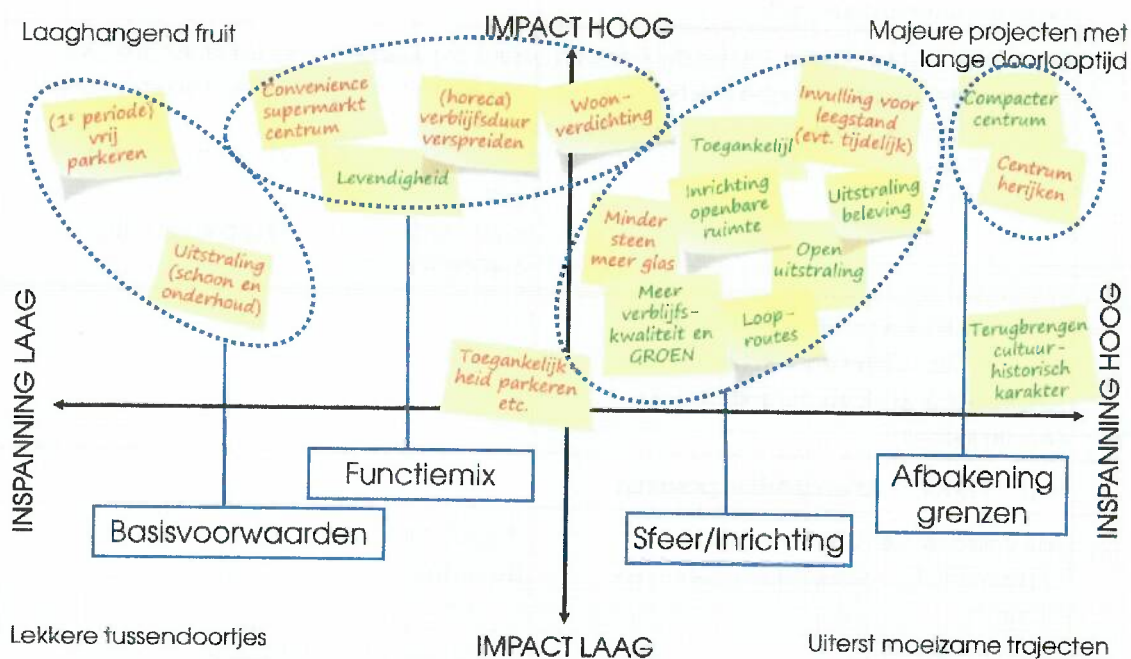 Laaghangend fruit
IMPACT HOOG
Majeure projecten met
lange doorlooptijd
(1e periode)
vrij
parkeren
Convenience
supermarkt
centrum
(horeca)
verblijfsduur
verspreiden
Woon-
verdichting
Levendigheid
Toegankelijk
Invulling voor
leegstand
(evt. tijdelijk)
Compacter
centrum
Centrum
herijken
Inrichting
openbare
ruimte
Uitstraling
beleving
Minder
steen
meer glas
Open
uitstraling
Uitstraling
(schoon en
onderhoud)
Meer
verblijfs-
kwaliteit en
GROEN
Loop-
routes
Terugbrengen
cultuur-
historisch
karakter
Toegankelijk
heid parkeren
etc.
INSPANNING LAAG
INSPANNING HOOG
Functiemix
Basisvoorwaarden
Sfeer/Inrichting
Afbakening
grenzen
Lekkere tussendoortjes
IMPACT LAAG
Uiterst moeizame trajecten